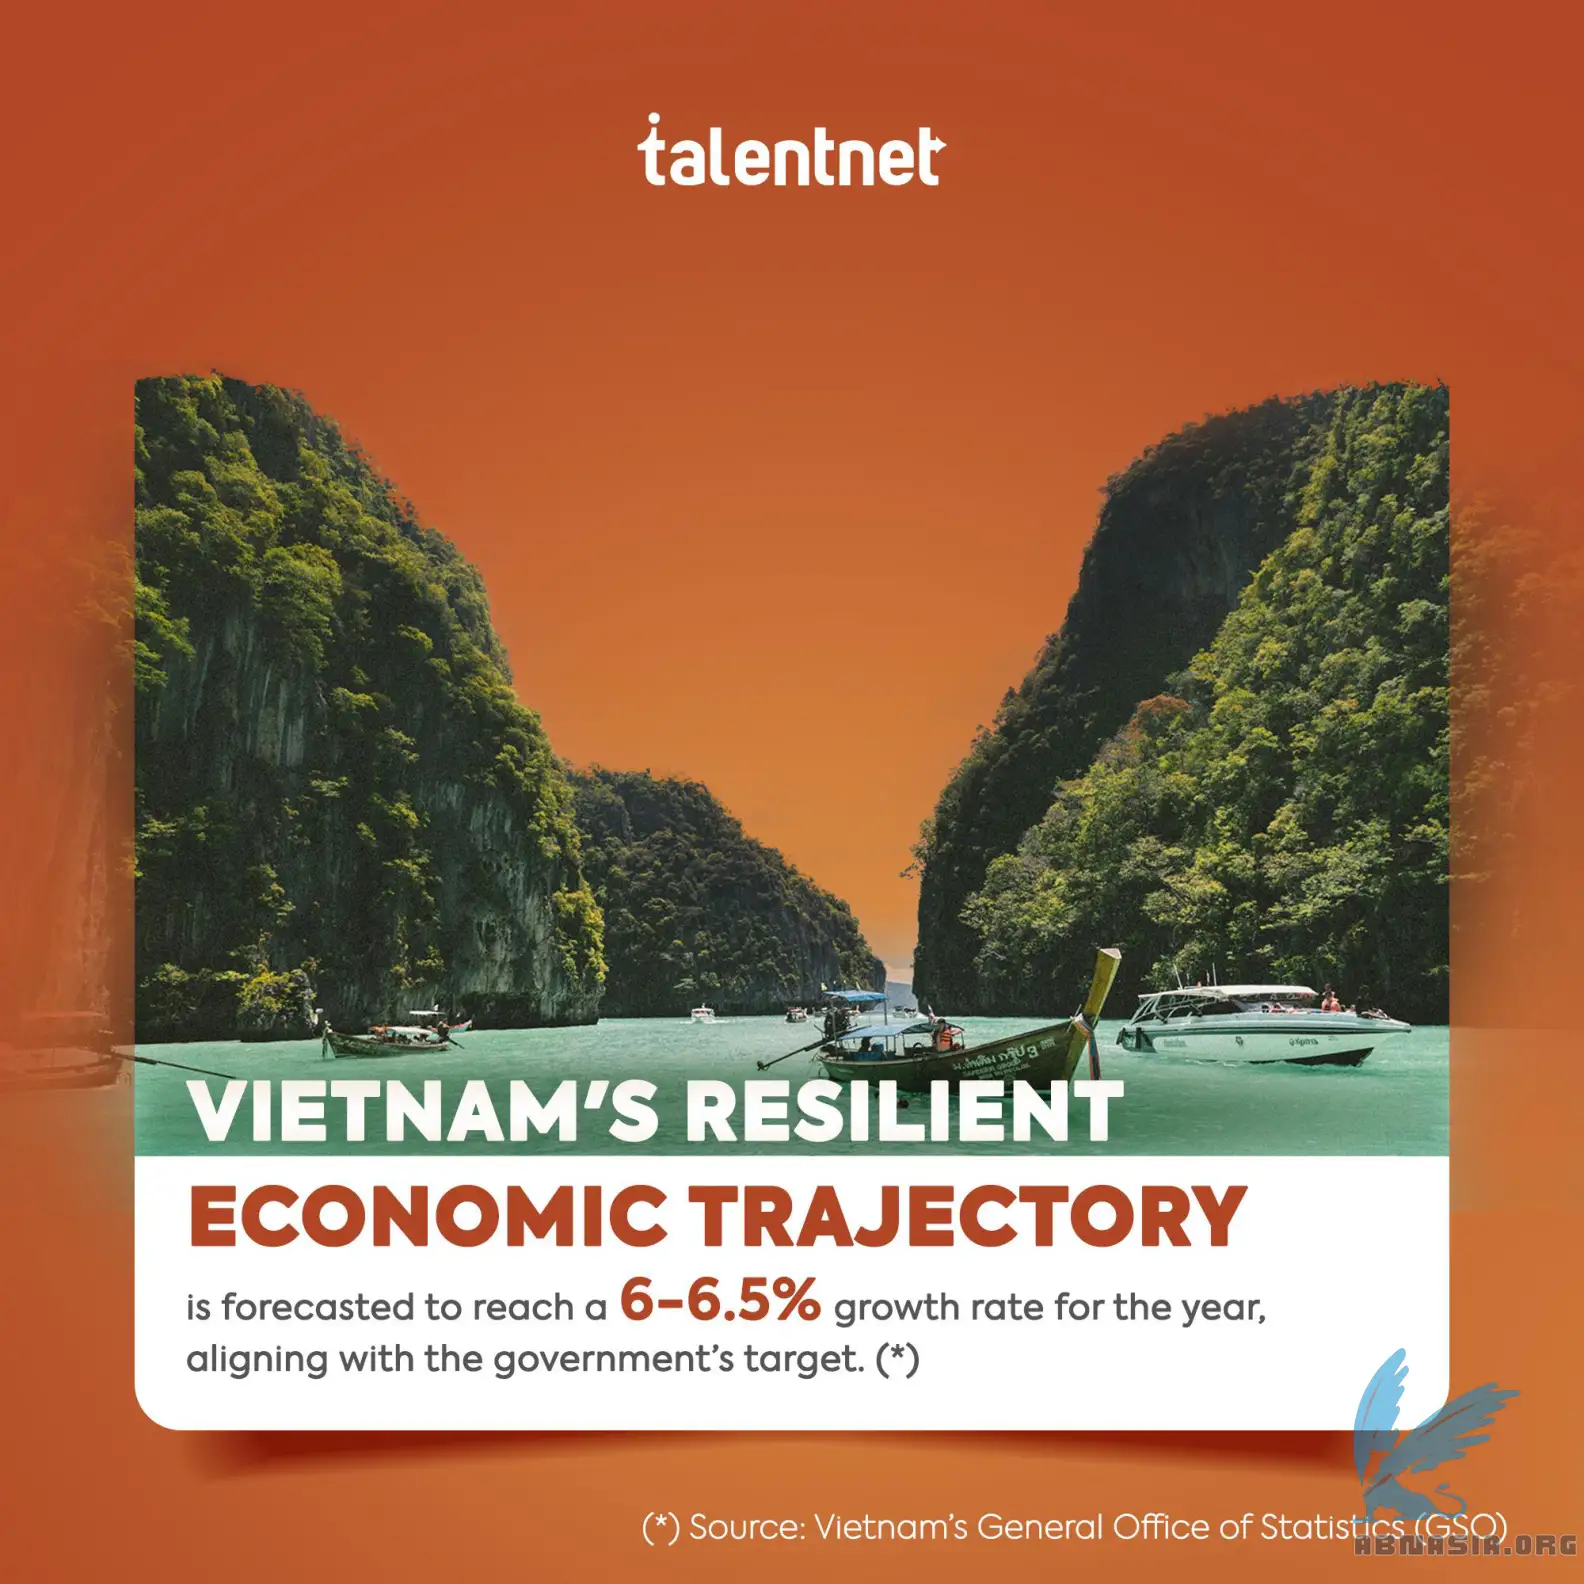 talentnet
VIETNAM'S RESILIENT
ECONOMIC TRAJECTORY
is forecasted to reach a 6-6.5% growth rate for the year,
aligning with the government's target. (*)
(*) Source: Vietnam's General Office of Statistics (GSO)
ABNASIA.ORG